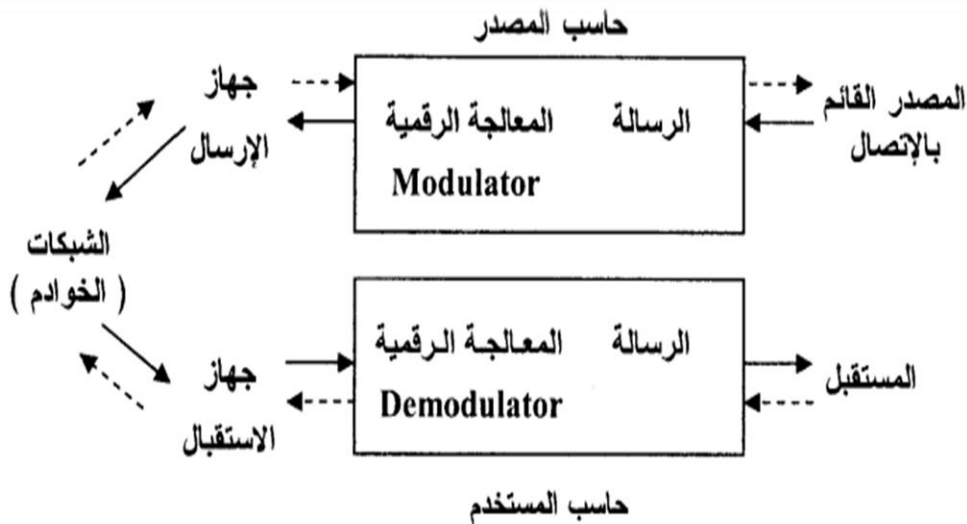 حاسب المصدر
المصدر القائم
بالإتصال
الرسالة
المعالجة الرقمية
Modulator
جهاز
الإرسال
الشبكات
( الخوادم )
جهاز
الاستقبال
الرسالة
المعالجة الرقمية
Demodulator
المستقبل
حاسب المستخدم